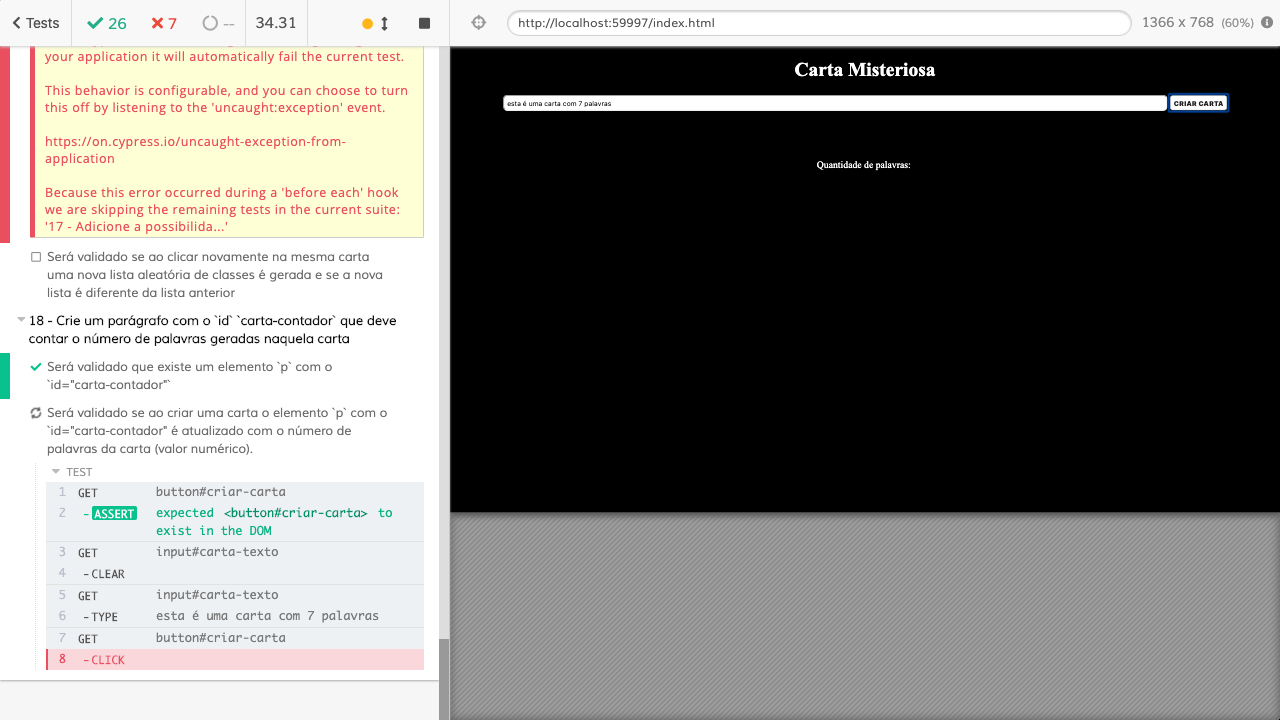 Tests 26 7 -- 34.31
http://localhost:59997/index.html 1366 x 768 (60%)
your application it will automatically fail the current test.
This behavior is configurable, and you can choose to turn
this off by listening to the 'uncaught:exception' event.
https://on.cypress.io/uncaught-exception-from-
application
Because this error occurred during a 'before each' hook
we are skipping the remaining tests in the current suite:
'17 - Adicione a possibilida...'
Será validado se ao clicar novamente na mesma carta
uma nova lista aleatória de classes é gerada e se a nova
lista é diferente da lista anterior
18 - Crie um parágrafo com o `id` `carta-contador` que deve
contar o número de palavras geradas naquela carta
Será validado que existe um elemento `p` com o
`id="carta-contador"`
Será validado se ao criar uma carta o elemento `p` com o
`id="carta-contador" é atualizado com o número de
palavras da carta (valor numérico).
TEST
1 GET button#criar-carta
2 -ASSERT expected <button#criar-carta> to
exist in the DOM
3 GET input#carta-texto
4 -CLEAR
5 GET input#carta-texto
6 -TYPE esta é uma carta com 7 palavras
7 GET button#criar-carta
8 -CLICK
Carta Misteriosa
esta é uma carta com 7 palavras CRIAR CARTA
Quantidade de palavras: